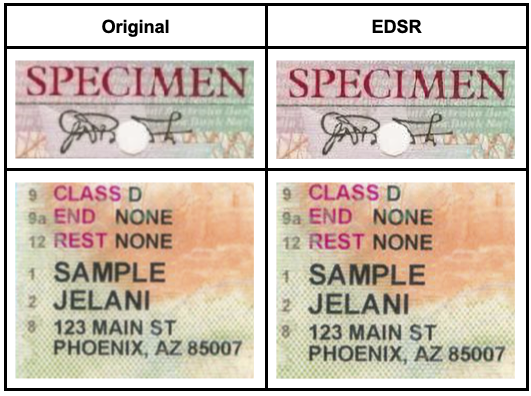 Original EDSR
SPECIMEN SPECIMEN
9 CLASS D
9a END NONE
12 REST NONE
1 SAMPLE
2 JELANI
8 123 MAIN ST
PHOENIX, AZ 85007
9 CLASS D
9a END NONE
12 REST NONE
1 SAMPLE
2 JELANI
8 123 MAIN ST
PHOENIX, AZ 85007